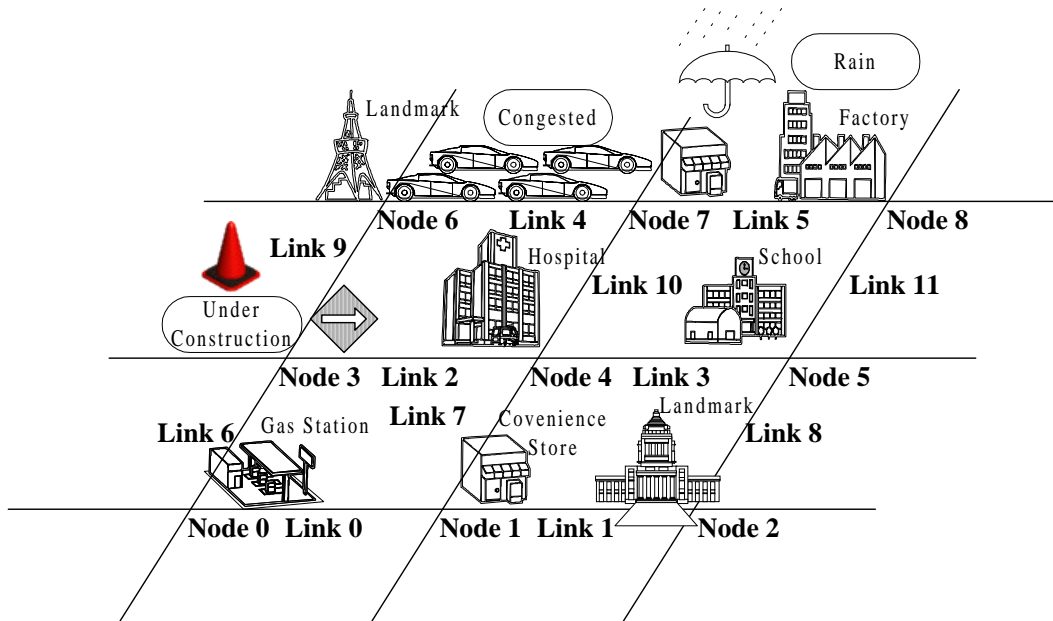 Rain
Landmark
Congested
Factory
Node 6
Link 4
Node 7
Link 5
Node 8
Link 9
Hospital
School
Link 10
Link 11
Under
Construction
Node 3
Link 2
Node 4
Link 3
Node 5
Link 7
Landmark
Link 6
Gas Station
Covenience
Store
Link 8
Node 0
Link 0
Node 1
Link 1
Node 2